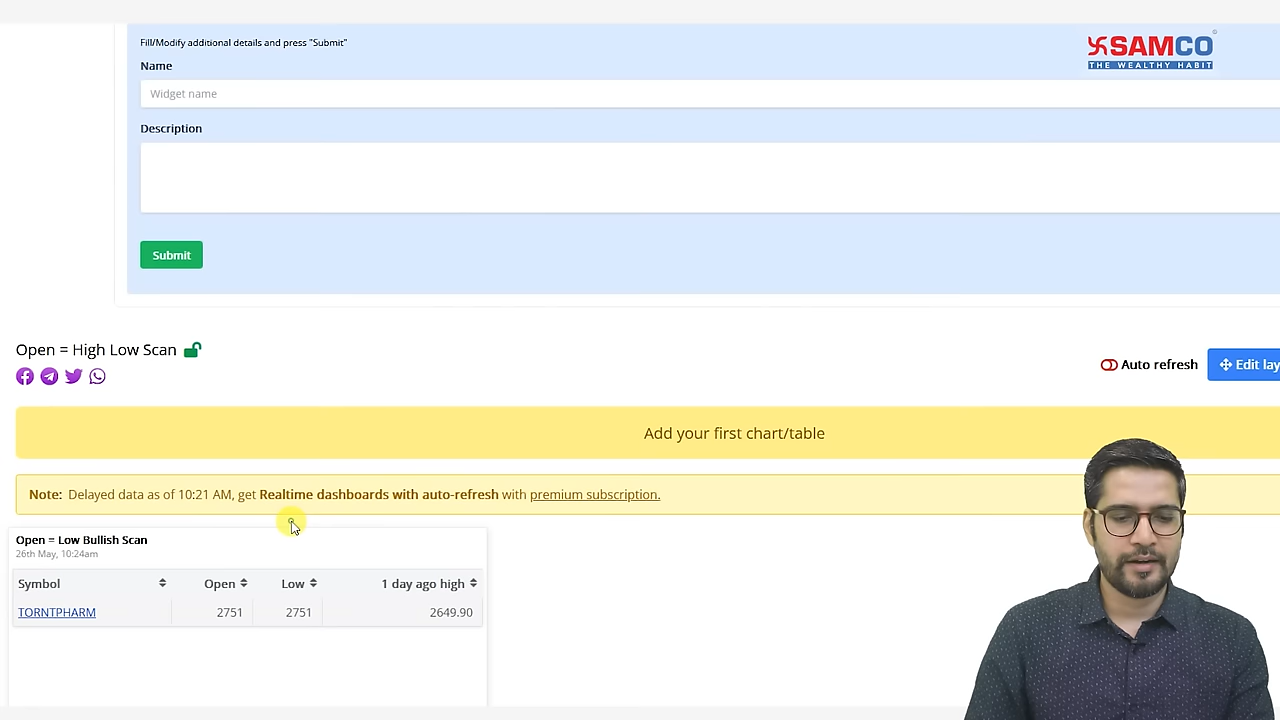 Fill/Modify additional details and press "Submit"
SAMCO
THE WEALTHY HABIT
Name
Widget name
Description
Submit
Open = High Low Scan
Auto refresh
Edit lay
Add your first chart/table
Note: Delayed data as of 10:21 AM, get Realtime dashboards with auto-refresh with premium subscription.
Open = Low Bullish Scan
26th May, 10:24am
Symbol Open Low 1 day ago high
TORNTPHARM 2751 2751 2649.90